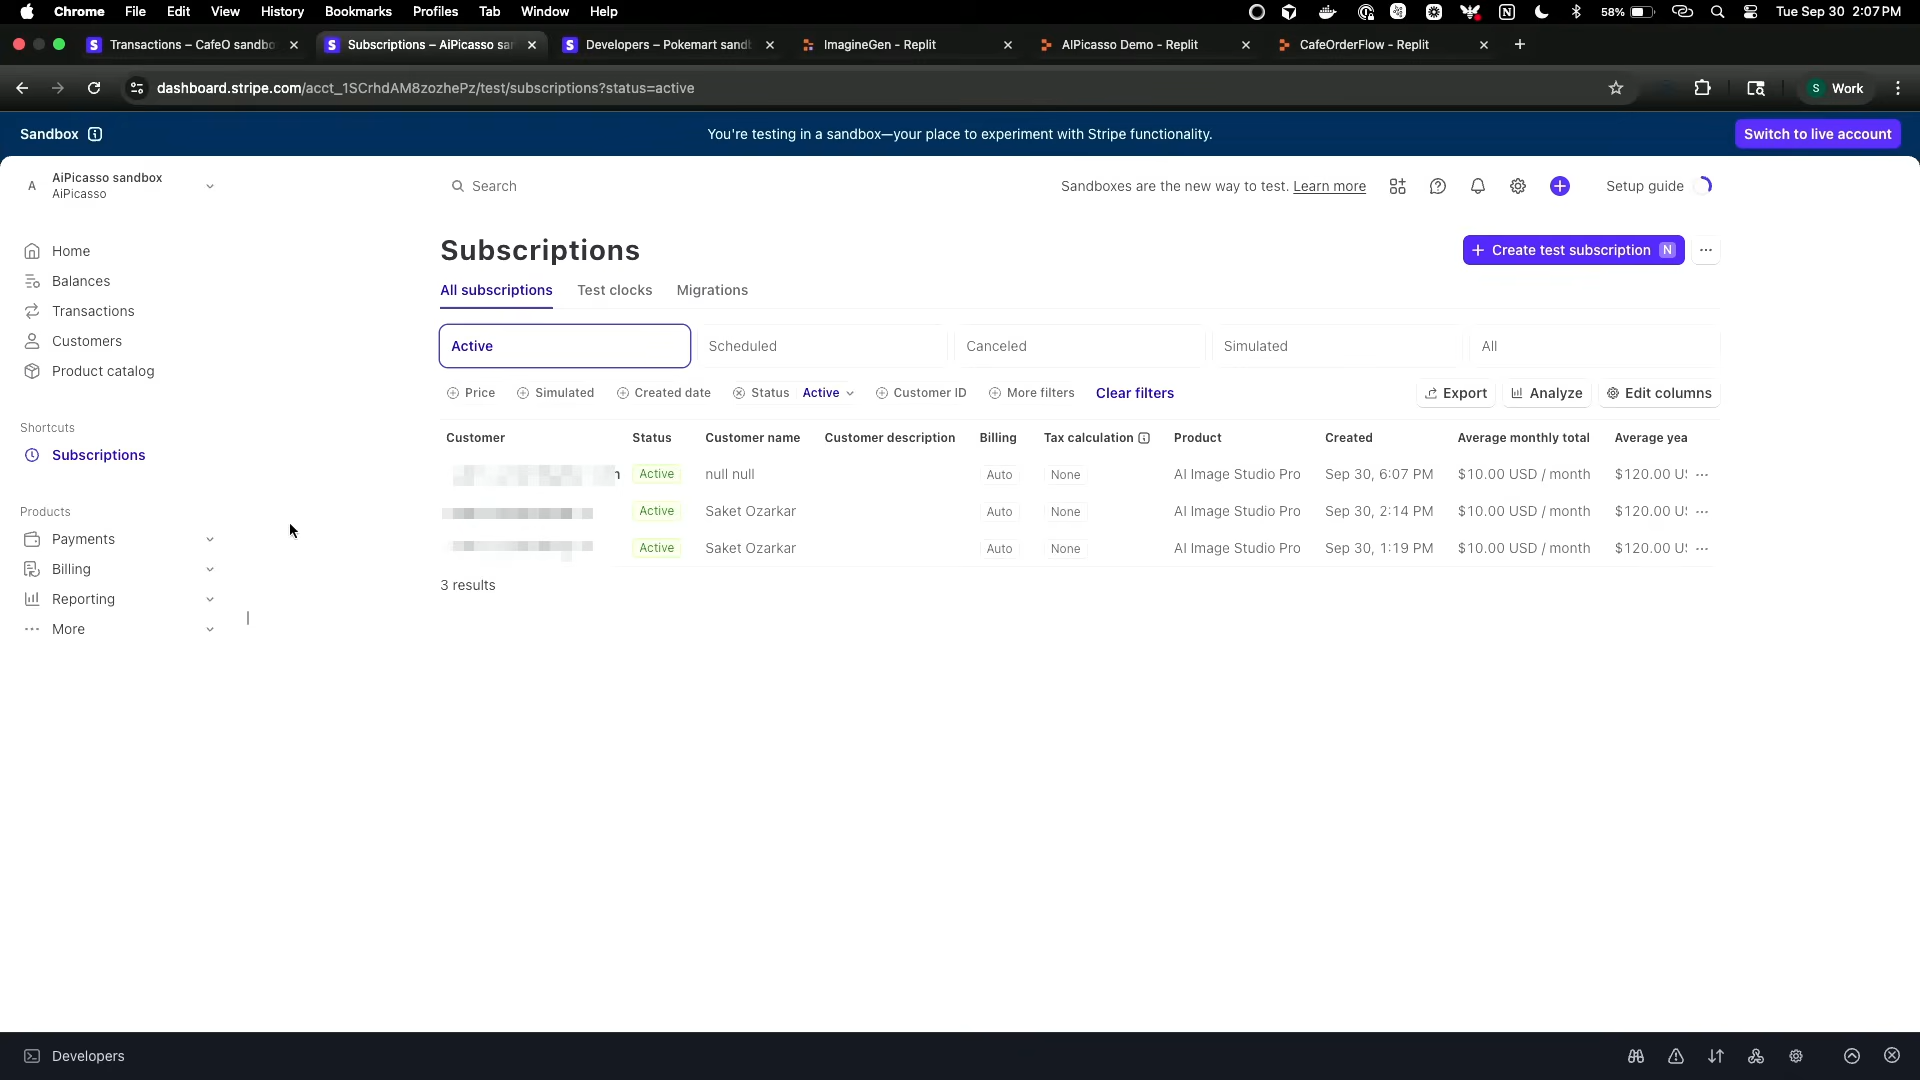 Chrome File Edit View History Bookmarks Profiles Tab Window Help 58% Tue Sep 30 2:07 PM
Transactions – CafeO sandbo Subscriptions – AiPicasso sa Developers – Pokemart sandb ImagineGen - Replit AIPicasso Demo - Replit CafeOrderFlow - Replit
dashboard.stripe.com/acct_1SCrhdAM8zozhePz/test/subscriptions?status=active S Work
Sandbox You're testing in a sandbox—your place to experiment with Stripe functionality. Switch to live account
A AiPicasso sandbox
AiPicasso
Search Sandboxes are the new way to test. Learn more Setup guide
Home
Balances
Transactions
Customers
Product catalog
Shortcuts
Subscriptions
Products
Payments
Billing
Reporting
More
Subscriptions + Create test subscription N
All subscriptions Test clocks Migrations
Active Scheduled Canceled Simulated All
Price Simulated Created date Status Active Customer ID More filters Clear filters Export Analyze Edit columns
Customer Status Customer name Customer description Billing Tax calculation Product Created Average monthly total Average yea
Active null null Auto None AI Image Studio Pro Sep 30, 6:07 PM $10.00 USD / month $120.00 US
Active Saket Ozarkar Auto None AI Image Studio Pro Sep 30, 2:14 PM $10.00 USD / month $120.00 US
Active Saket Ozarkar Auto None AI Image Studio Pro Sep 30, 1:19 PM $10.00 USD / month $120.00 US
3 results
Developers